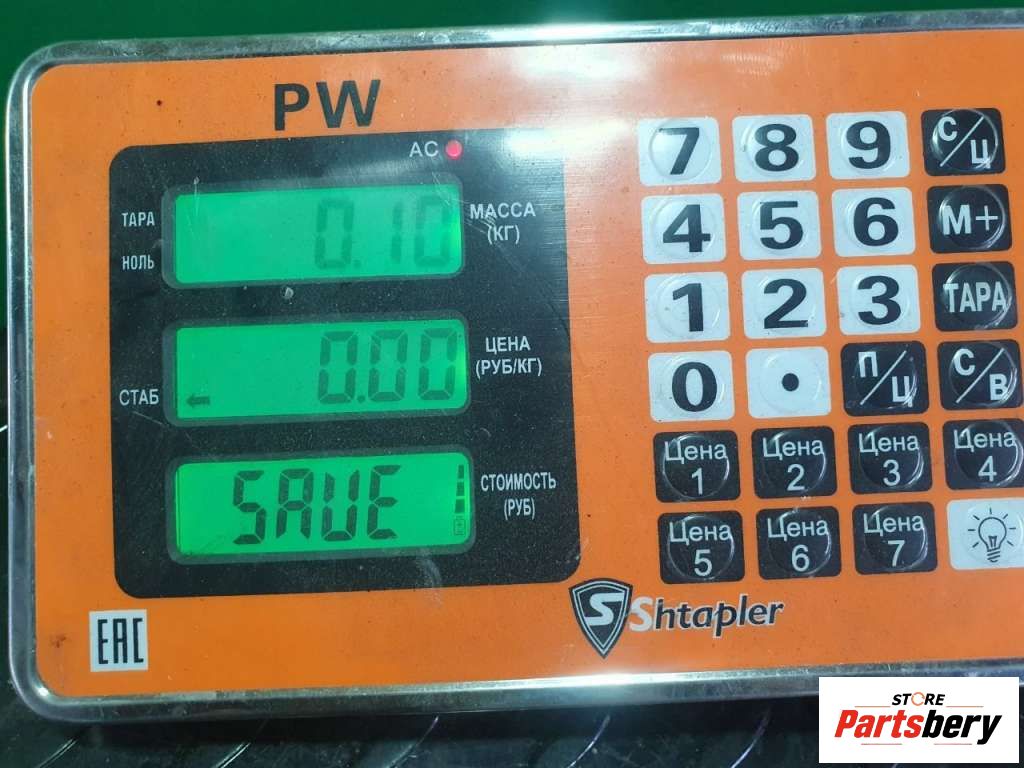 PW
AC
ТАРА
НОЛЬ
0.10
МАССА
(КГ)
СТАБ
0.00
ЦЕНА
(РУБ/КГ)
SAVE
СТОИМОСТЬ
(РУБ)
7 8 9 С/Ц
4 5 6 М+
1 2 3 ТАРА
0 . П/Ц С/В
Цена 1
Цена 2
Цена 3
Цена 4
Цена 5
Цена 6
Цена 7
S Shtapler
EAC
STORE
Partsbery